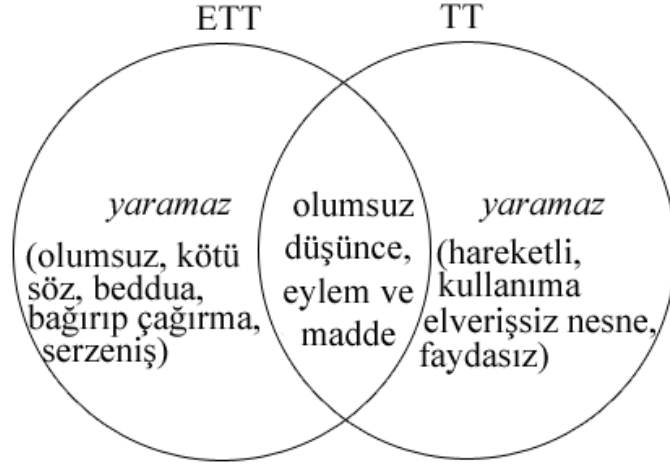 ETT
TT
yaramaz
(olumsuz, kötü
söz, beddua,
bağırıp çağırma,
serzeniş)
olumsuz
düşünce,
eylem ve
madde
yaramaz
(hareketli,
kullanıma
elverişsiz nesne,
faydasız)